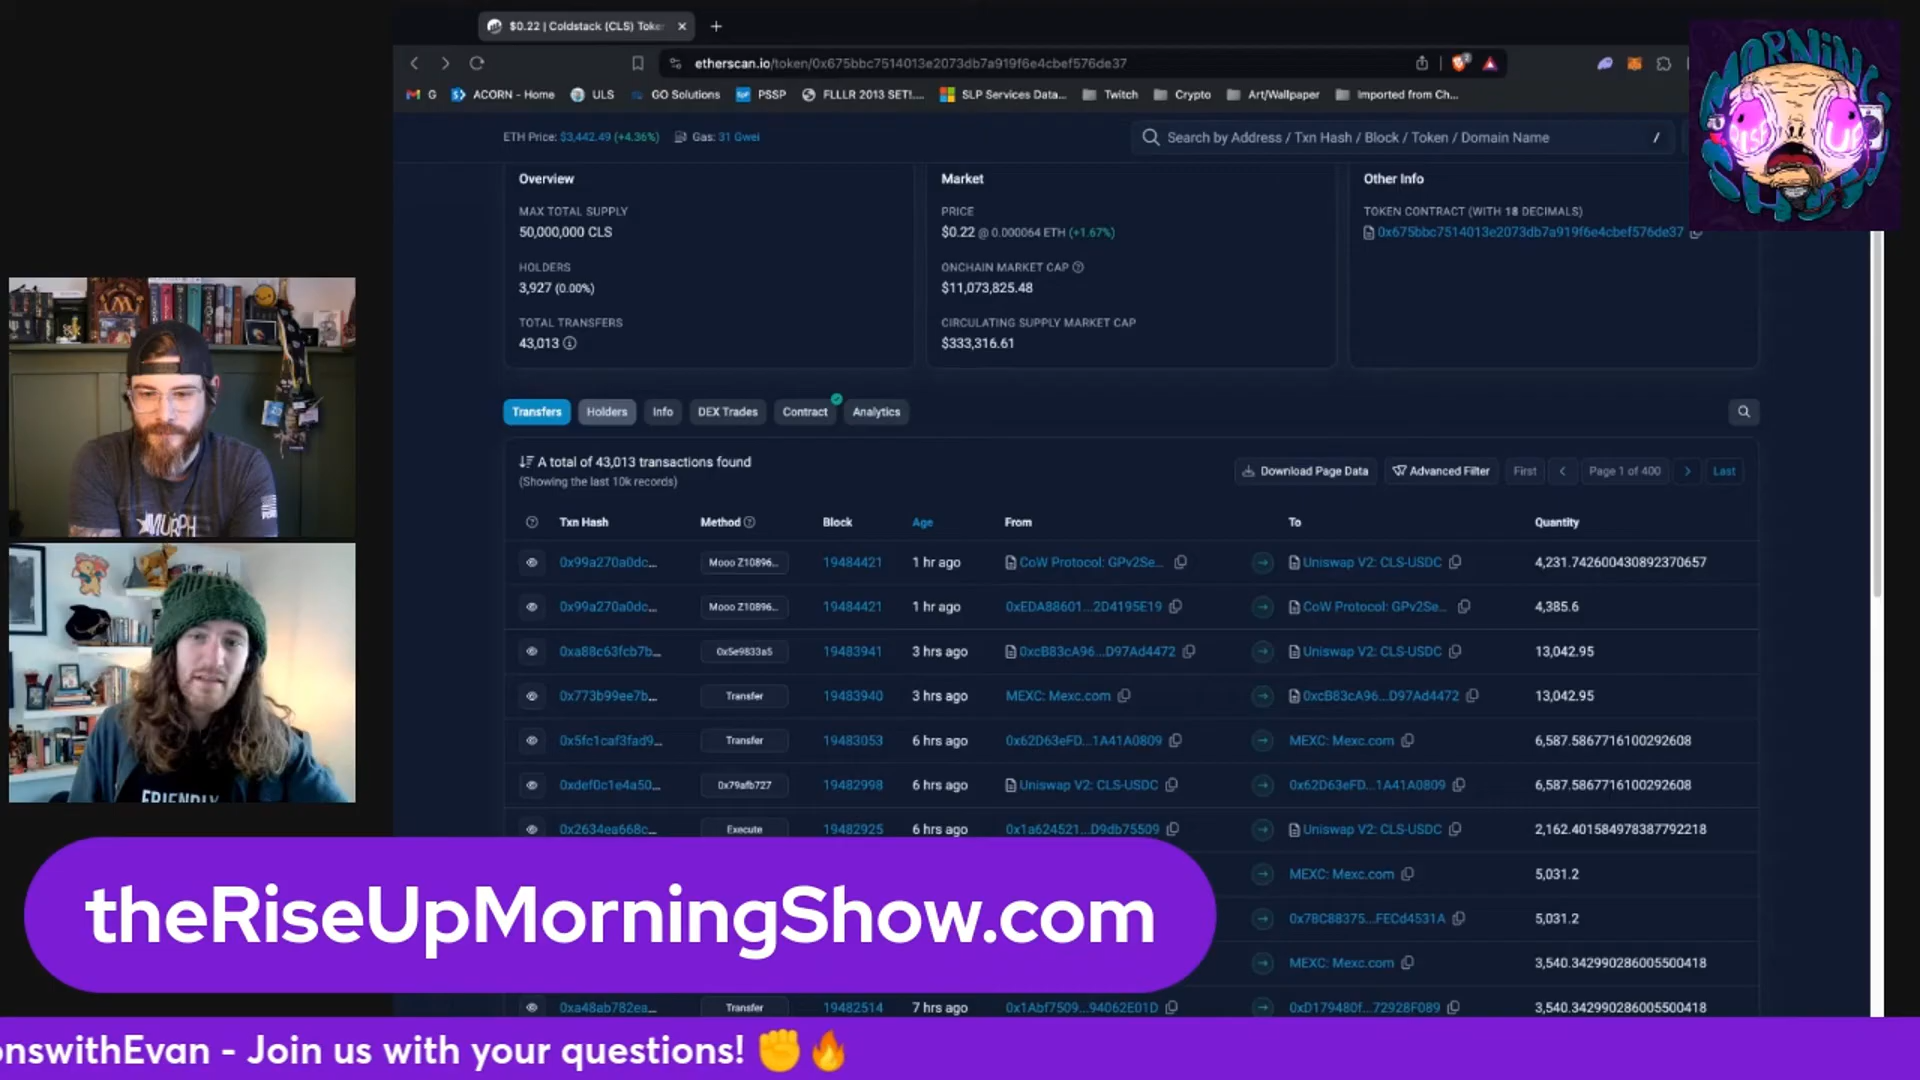 $0.22 | Coldstack (CLS) Toke
etherscan.io/token/0x675bbc7514013e2073db7a919f6e4cbef576de37
G
ACORN - Home
ULS
GO Solutions
PSSP
FLLLR 2013 SET!....
SLP Services Data...
Twitch
Crypto
Art/Wallpaper
Imported from Ch...
MORNING
RISE UP
ETH Price: $3,442.49 (+4.36%)
Gas: 31 Gwei
Search by Address / Txn Hash / Block / Token / Domain Name
/
Overview
MAX TOTAL SUPPLY
50,000,000 CLS
HOLDERS
3,927 (0.00%)
TOTAL TRANSFERS
43,013
Market
PRICE
$0.22 @ 0.000064 ETH (+1.67%)
ONCHAIN MARKET CAP
$11,073,825.48
CIRCULATING SUPPLY MARKET CAP
$333,316.61
Other Info
TOKEN CONTRACT (WITH 18 DECIMALS)
0x675bbc7514013e2073db7a919f6e4cbef576de37
Transfers Holders Info DEX Trades Contract Analytics
A total of 43,013 transactions found
(Showing the last 10k records)
Download Page Data
Advanced Filter
First
Page 1 of 400
Last
Txn Hash Method Block Age From To Quantity
0x99a270a0dc... Mooo Z10896... 19484421 1 hr ago CoW Protocol: GPv2Se... Uniswap V2: CLS-USDC 4,231.742600430892370657
0x99a270a0dc... Mooo Z10896... 19484421 1 hr ago 0xEDA88601...2D4195E19 CoW Protocol: GPv2Se... 4,385.6
0xa88c63fcb7b... 0x5e9833a5 19483941 3 hrs ago 0xcB83cA96...D97Ad4472 Uniswap V2: CLS-USDC 13,042.95
0x773b99ee7b... Transfer 19483940 3 hrs ago MEXC: Mexc.com 0xcB83cA96...D97Ad4472 13,042.95
0x5fc1caf3fad9... Transfer 19483053 6 hrs ago 0x62D63eFD...1A41A0809 MEXC: Mexc.com 6,587.5867716100292608
0xdef0c1e4a50... 0x79afb727 19482998 6 hrs ago Uniswap V2: CLS-USDC 0x62D63eFD...1A41A0809 6,587.5867716100292608
0x2634ea668c... Execute 19482925 6 hrs ago 0x1a624521...D9db75509 Uniswap V2: CLS-USDC 2,162.401584978387792218
MEXC: Mexc.com 5,031.2
0x78C88375...FECd4531A 5,031.2
MEXC: Mexc.com 3,540.342990286005500418
0xa48ab782ea... Transfer 19482514 7 hrs ago 0x1Abf7509...94062E01D 0xD179480f...72928F089 3,540.342990286005500418
MURPH
FRIENDLY
theRiseUpMorningShow.com
onswithEvan - Join us with your questions! ✊🔥